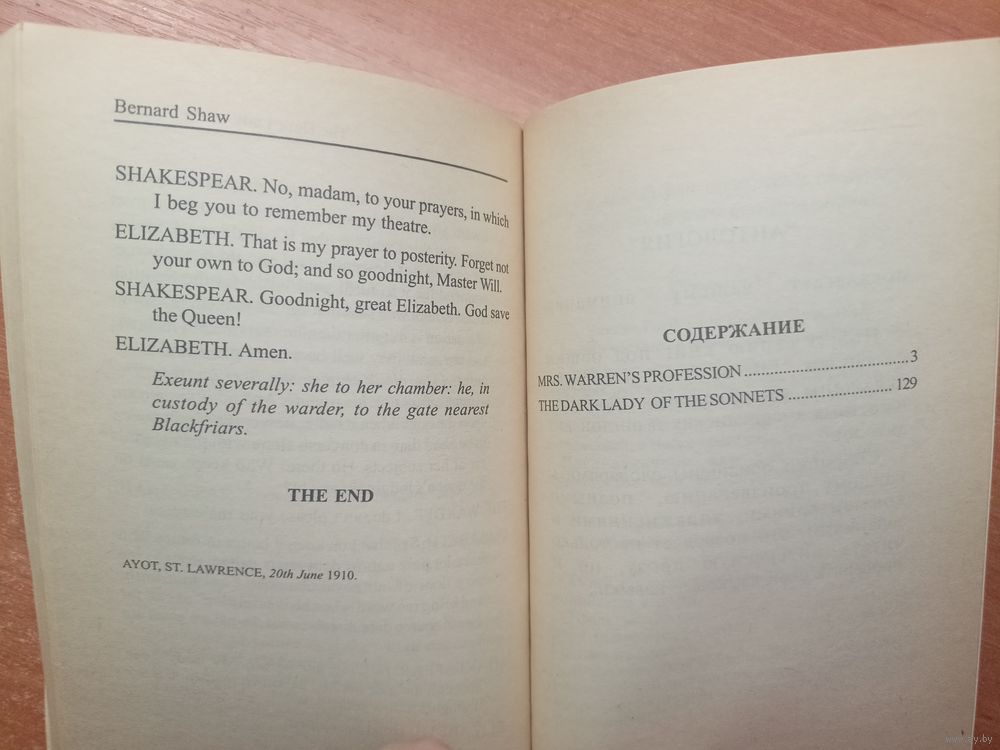 Bernard Shaw
SHAKESPEAR. No, madam, to your prayers, in which
I beg you to remember my theatre.
ELIZABETH. That is my prayer to posterity. Forget not
your own to God; and so goodnight, Master Will.
SHAKESPEAR. Goodnight, great Elizabeth. God save
the Queen!
ELIZABETH. Amen.
Exeunt severally: she to her chamber: he, in
custody of the warder, to the gate nearest
Blackfriars.
THE END
AYOT, ST. LAWRENCE, 20th June 1910.
СОДЕРЖАНИЕ
MRS. WARREN'S PROFESSION ....................................3
THE DARK LADY OF THE SONNETS ....................... 129
www.ay.by